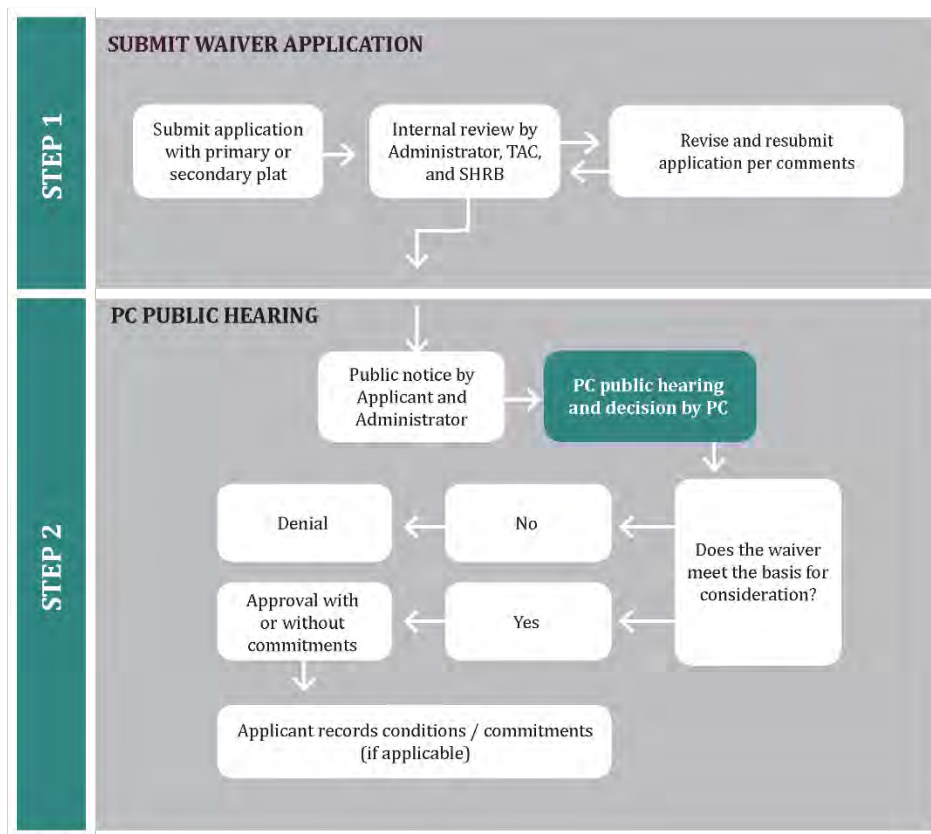 STEP 1
SUBMIT WAIVER APPLICATION
Submit application
with primary or
secondary plat
Internal review by
Administrator, TAC,
and SHRB
Revise and resubmit
application per comments
STEP 2
PC PUBLIC HEARING
Public notice by
Applicant and
Administrator
PC public hearing
and decision by PC
Does the waiver
meet the basis for
consideration?
No
Denial
Yes
Approval with
or without
commitments
Applicant records conditions / commitments
(if applicable)